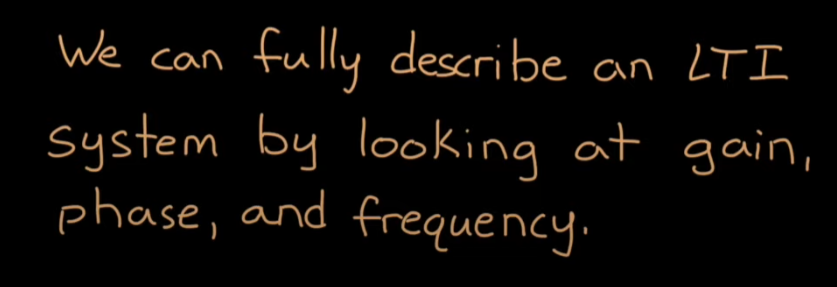 We can fully describe an LTI
system by looking at gain,
phase, and frequency.